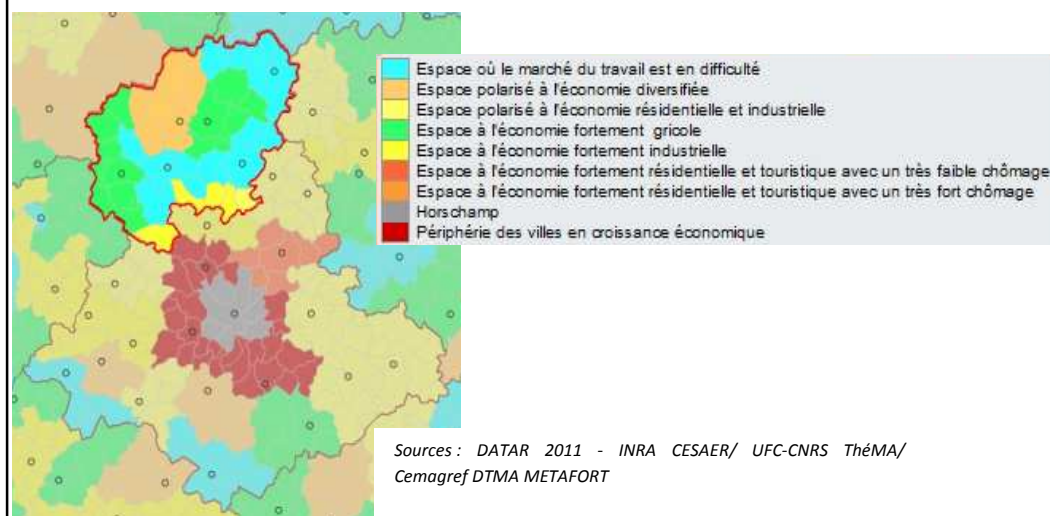 Espace où le marché du travail est en difficulté
Espace polarisé à l'économie diversifiée
Espace polarisé à l'économie résidentielle et industrielle
Espace à l'économie fortement gricole
Espace à l'économie fortement industrielle
Espace à l'économie fortement résidentielle et touristique avec un très faible chômage
Espace à l'économie fortement résidentielle et touristique avec un très fort chômage
Horschamp
Périphérie des villes en croissance économique
Sources : DATAR 2011 - INRA CESAER/ UFC-CNRS ThéMA/
Cemagref DTMA METAFORT